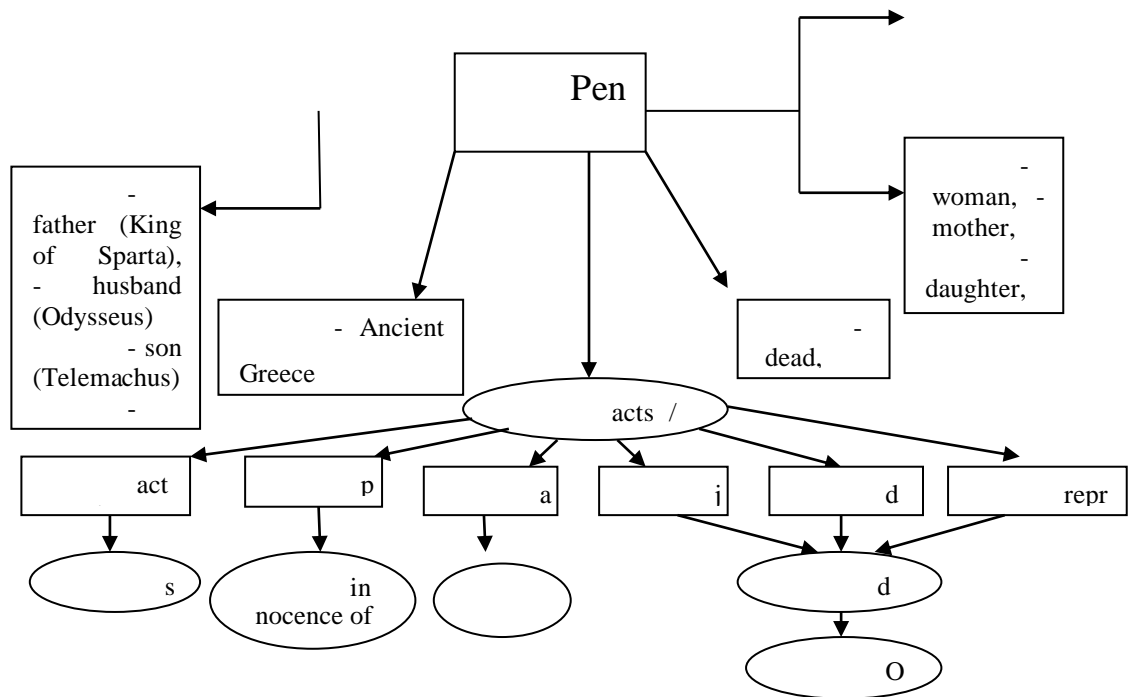 Pen
-
father (King
of Sparta),
- husband
(Odysseus)
- son
(Telemachus)
-
- Ancient
Greece
-
dead,
-
woman, -
mother,
-
daughter,
acts /
act
p
a
j
d
repr
s
in
nocence of
d
O